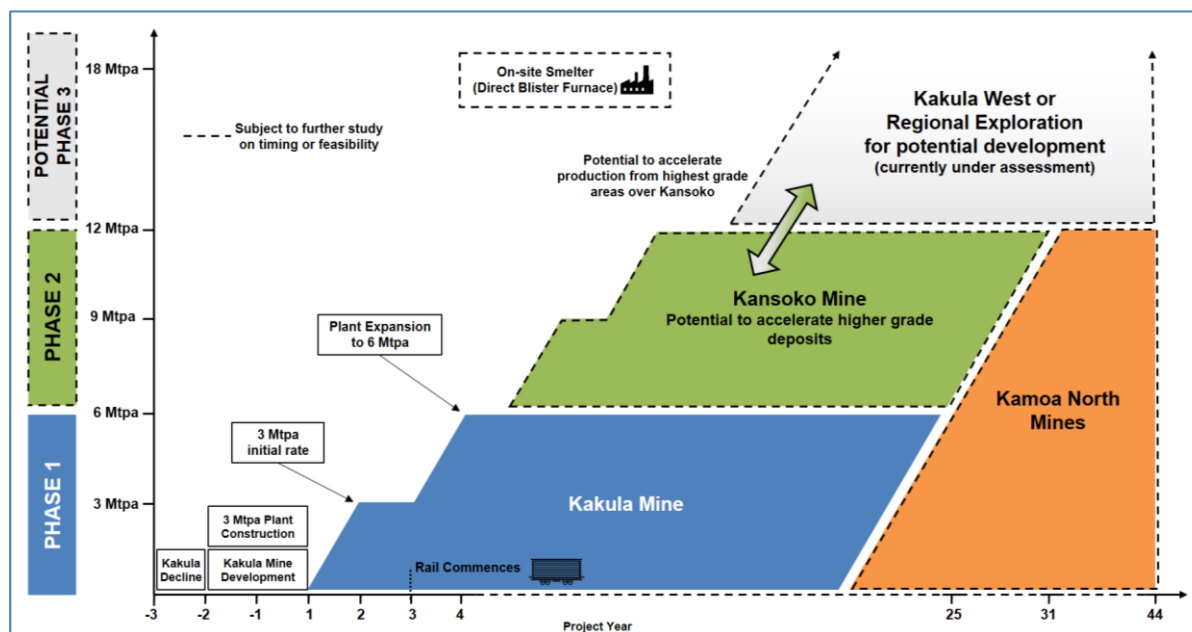 POTENTIAL
PHASE 3
PHASE 2
PHASE 1
18 Mtpa
12 Mtpa
9 Mtpa
6 Mtpa
3 Mtpa
On-site Smelter
(Direct Blister Furnace)
Subject to further study
on timing or feasibility
Potential to accelerate
production from highest grade
areas over Kansoko
Kakula West or
Regional Exploration
for potential development
(currently under assessment)
Kansoko Mine
Potential to accelerate higher grade
deposits
Plant Expansion
to 6 Mtpa
Kamoa North
Mines
3 Mtpa
initial rate
Kakula Mine
3 Mtpa Plant
Construction
Kakula
Decline
Kakula Mine
Development
Rail Commences
-3
-2
-1
1
2
3
4
25
31
44
Project Year